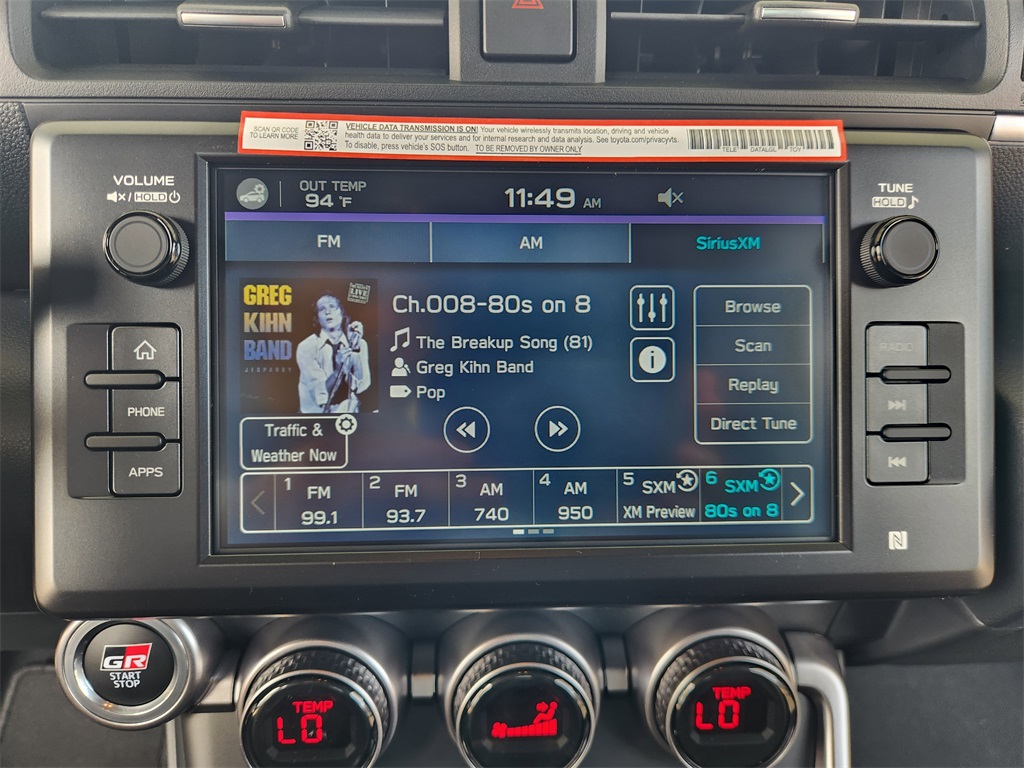 SCAN QR CODE
TO LEARN MORE
VEHICLE DATA TRANSMISSION IS ON! Your vehicle wirelessly transmits location, driving and vehicle
health data to deliver your services and for internal research and data analysis. See toyota.com/privacyvts.
To disable, press vehicle's SOS button. TO BE REMOVED BY OWNER ONLY
TELE DATALGL TOY
VOLUME
/ HOLD
TUNE
HOLD
OUT TEMP
94 °F
11:49 AM
FM
AM
SiriusXM
GREG
KIHN
BAND
JEOPARDY
LIVE
Ch.008-80s on 8
The Breakup Song (81)
Greg Kihn Band
Pop
Browse
Scan
Replay
Direct Tune
Traffic &
Weather Now
1 FM
99.1
2 FM
93.7
3 AM
740
4 AM
950
5 SXM
XM Preview
6 SXM
80s on 8
PHONE
APPS
RADIO
N
GR
START
STOP
TEMP
LO
TEMP
LO